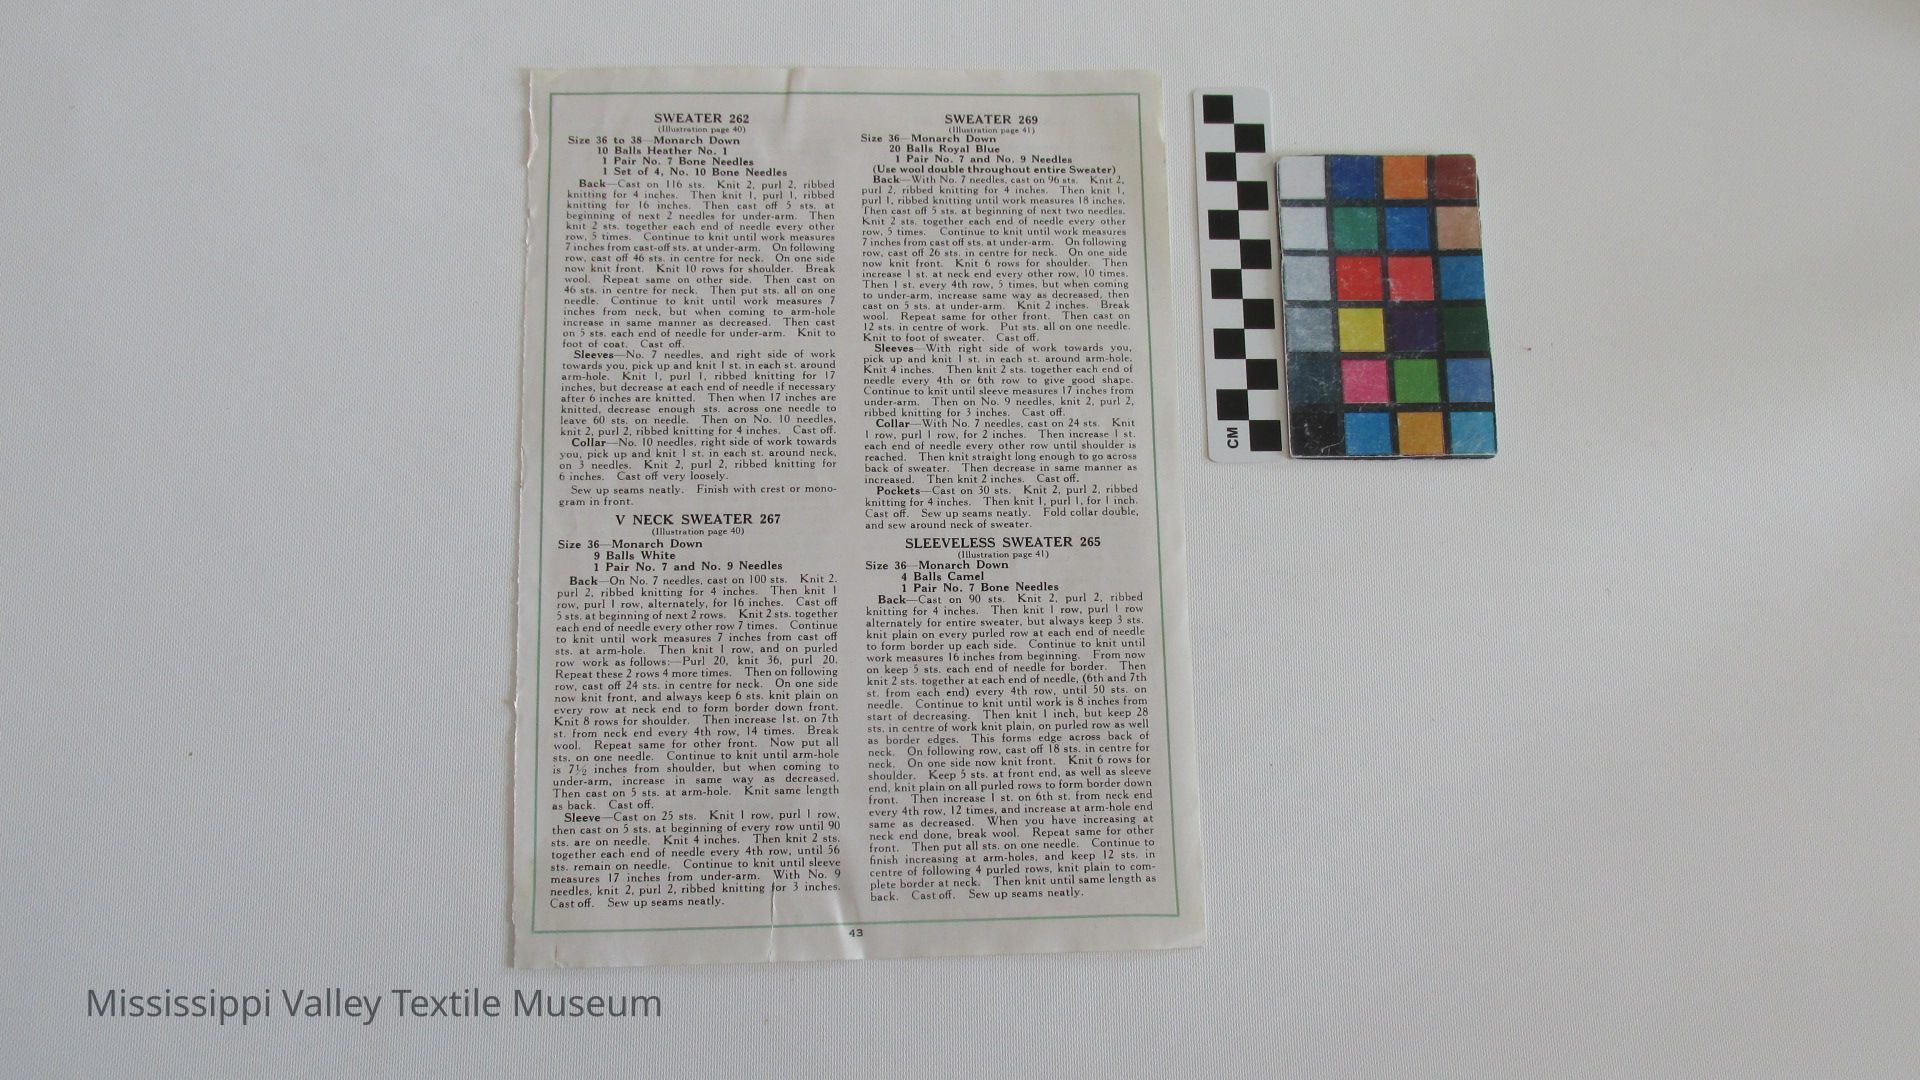 SWEATER 262
(Illustration page 40)
Size 36 to 38—Monarch Down
10 Balls Heather No. 1
1 Pair No. 7 Bone Needles
1 Set of 4, No. 10 Bone Needles
Back—Cast on 116 sts. Knit 2, purl 2, ribbed
knitting for 4 inches. Then knit 1, purl 1, ribbed
knitting for 16 inches. Then cast off 5 sts. at
beginning of next 2 needles for under-arm. Then
knit 2 sts. together each end of needle every other
row, 5 times. Continue to knit until work measures
7 inches from cast-off sts. at under-arm. On following
row, cast off 46 sts. in centre for neck. On one side
now knit front. Knit 10 rows for shoulder. Break
wool. Repeat same on other side. Then cast on
46 sts. in centre for neck. Then put sts. all on one
needle. Continue to knit until work measures 7
inches from neck, but when coming to arm-hole
increase in same manner as decreased. Then cast
on 5 sts. each end of needle for under-arm. Knit to
foot of coat. Cast off.
Sleeves—No. 7 needles, and right side of work
towards you, pick up and knit 1 st. in each st. around
arm-hole. Knit 1, purl 1, ribbed knitting for 17
inches, but decrease at each end of needle if necessary
after 6 inches are knitted. Then when 17 inches are
knitted, decrease enough sts. across one needle to
leave 60 sts. on needle. Then on No. 10 needles,
knit 2, purl 2, ribbed knitting for 4 inches. Cast off.
Collar—No. 10 needles, right side of work towards
you, pick up and knit 1 st. in each st. around neck,
on 3 needles. Knit 2, purl 2, ribbed knitting for
6 inches. Cast off very loosely.
Sew up seams neatly. Finish with crest or mono-
gram in front.
V NECK SWEATER 267
(Illustration page 40)
Size 36—Monarch Down
9 Balls White
1 Pair No. 7 and No. 9 Needles
Back—On No. 7 needles, cast on 100 sts. Knit 2,
purl 2, ribbed knitting for 4 inches. Then knit 1
row, purl 1 row, alternately, for 16 inches. Cast off
5 sts. at beginning of next 2 rows. Knit 2 sts. together
each end of needle every other row 7 times. Continue
to knit until work measures 7 inches from cast off
sts. at arm-hole. Then knit 1 row, and on purled
row work as follows:—Purl 20, knit 36, purl 20.
Repeat these 2 rows 4 more times. Then on following
row, cast off 24 sts. in centre for neck. On one side
now knit front, and always keep 6 sts. knit plain on
every row at neck end to form border down front.
Knit 8 rows for shoulder. Then increase 1st. on 7th
st. from neck end every 4th row, 14 times. Break
wool. Repeat same for other front. Now put all
sts. on one needle. Continue to knit until arm-hole
is 7½ inches from shoulder, but when coming to
under-arm, increase in same way as decreased.
Then cast on 5 sts. at arm-hole. Knit same length
as back. Cast off.
Sleeve—Cast on 25 sts. Knit 1 row, purl 1 row,
then cast on 5 sts. at beginning of every row until 90
sts. are on needle. Knit 4 inches. Then knit 2 sts.
together each end of needle every 4th row, until 56
sts. remain on needle. Continue to knit until sleeve
measures 17 inches from under-arm. With No. 9
needles, knit 2, purl 2, ribbed knitting for 3 inches.
Cast off. Sew up seams neatly.
SWEATER 269
(Illustration page 41)
Size 36—Monarch Down
20 Balls Royal Blue
1 Pair No. 7 and No. 9 Needles
(Use wool double throughout entire Sweater)
Back—With No. 7 needles, cast on 96 sts. Knit 2,
purl 2, ribbed knitting for 4 inches. Then knit 1,
purl 1, ribbed knitting until work measures 18 inches.
Then cast off 5 sts. at beginning of next two needles.
Knit 2 sts. together each end of needle every other
row, 5 times. Continue to knit until work measures
7 inches from cast off sts. at under-arm. On following
row, cast off 26 sts. in centre for neck. On one side
now knit front. Knit 6 rows for shoulder. Then
increase 1 st. at neck end every other row, 10 times.
Then 1 st. every 4th row, 5 times, but when coming
to under-arm, increase same way as decreased, then
cast on 5 sts. at under-arm. Knit 2 inches. Break
wool. Repeat same for other front. Then cast on
12 sts. in centre of work. Put sts. all on one needle.
Knit to foot of sweater. Cast off.
Sleeves—With right side of work towards you,
pick up and knit 1 st. in each st. around arm-hole.
Knit 4 inches. Then knit 2 sts. together each end of
needle every 4th or 6th row to give good shape.
Continue to knit until sleeve measures 17 inches from
under-arm. Then on No. 9 needles, knit 2, purl 2,
ribbed knitting for 3 inches. Cast off.
Collar—With No. 7 needles, cast on 24 sts. Knit
1 row, purl 1 row, for 2 inches. Then increase 1 st.
each end of needle every other row until shoulder is
reached. Then knit straight long enough to go across
back of sweater. Then decrease in same manner as
increased. Then knit 2 inches. Cast off.
Pockets—Cast on 30 sts. Knit 2, purl 2, ribbed
knitting for 4 inches. Then knit 1, purl 1, for 1 inch.
Cast off. Sew up seams neatly. Fold collar double,
and sew around neck of sweater.
SLEEVELESS SWEATER 265
(Illustration page 41)
Size 36—Monarch Down
4 Balls Camel
1 Pair No. 7 Bone Needles
Back—Cast on 90 sts. Knit 2, purl 2, ribbed
knitting for 4 inches. Then knit 1 row, purl 1 row
alternately for entire sweater, but always keep 3 sts.
knit plain on every purled row at each end of needle
to form border up each side. Continue to knit until
work measures 16 inches from beginning. From now
on keep 5 sts. each end of needle for border. Then
knit 2 sts. together at each end of needle, (6th and 7th
st. from each end) every 4th row, until 50 sts. on
needle. Continue to knit until work is 8 inches from
start of decreasing. Then knit 1 inch, but keep 28
sts. in centre of work knit plain, on purled row as well
as border edges. This forms edge across back of
neck. On following row, cast off 18 sts. in centre for
neck. On one side now knit front. Knit 6 rows for
shoulder. Keep 5 sts. at front end, as well as sleeve
end, knit plain on all purled rows to form border down
front. Then increase 1 st. on 6th st. from neck end
every 4th row, 12 times, and increase at arm-hole end
same as decreased. When you have increasing at
neck end done, break wool. Repeat same for other
front. Then put all sts. on one needle. Continue to
finish increasing at arm-holes, and keep 12 sts. in
centre of following 4 purled rows, knit plain to com-
plete border at neck. Then knit until same length as
back. Cast off. Sew up seams neatly.
43
CM
Mississippi Valley Textile Museum